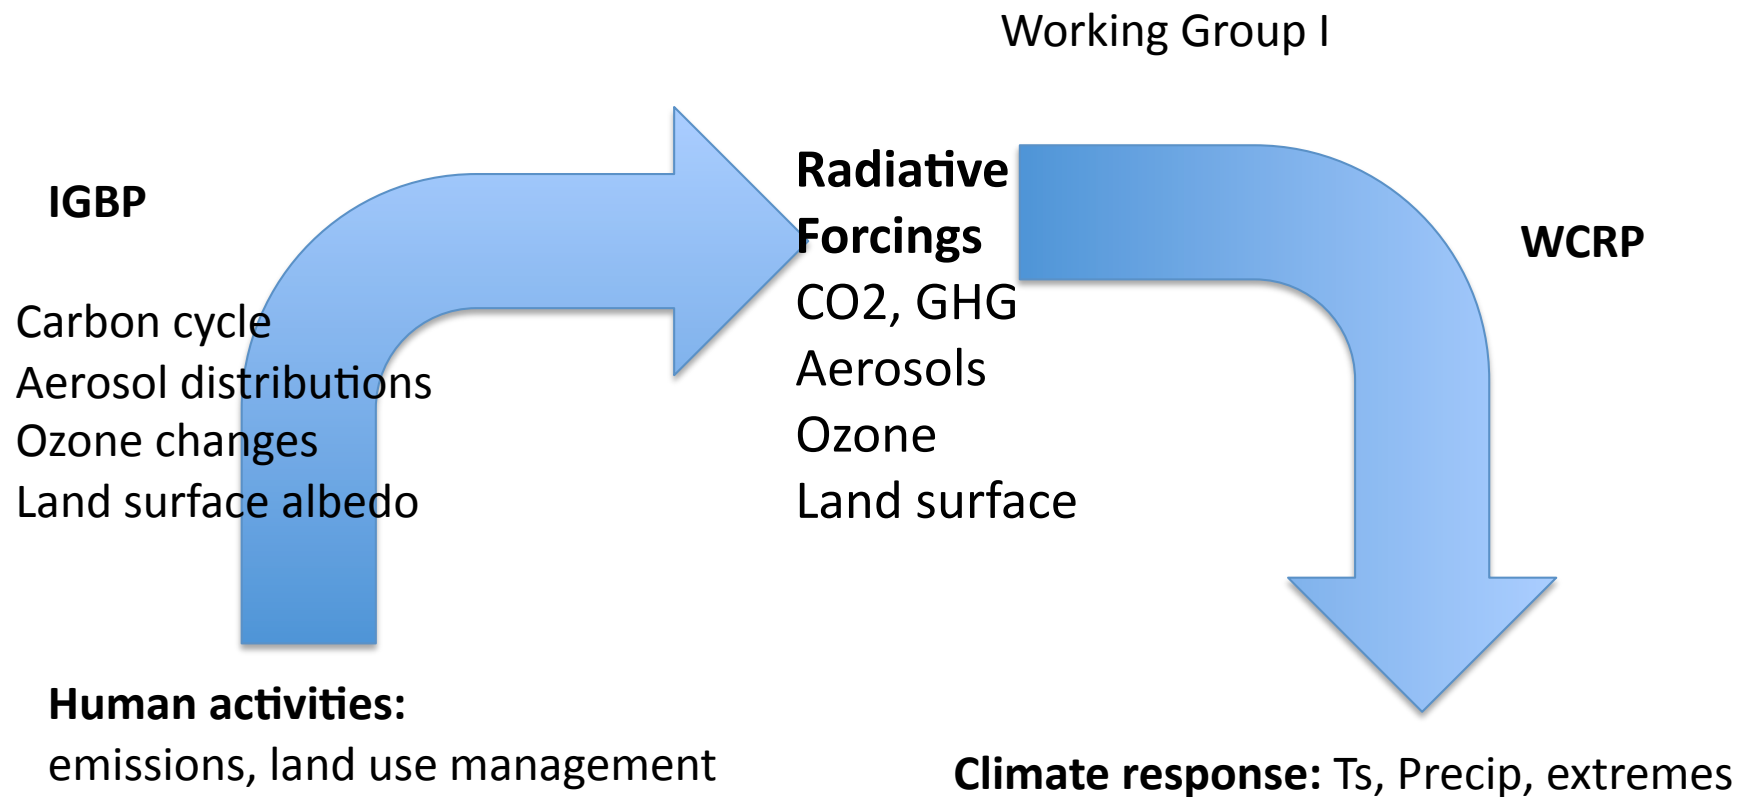 Working Group I
IGBP
Carbon cycle
Aerosol distributions
Ozone changes
Land surface albedo
Human activities:
emissions, land use management
Radiative
Forcings
CO2, GHG
Aerosols
Ozone
Land surface
WCRP
Climate response: Ts, Precip, extremes